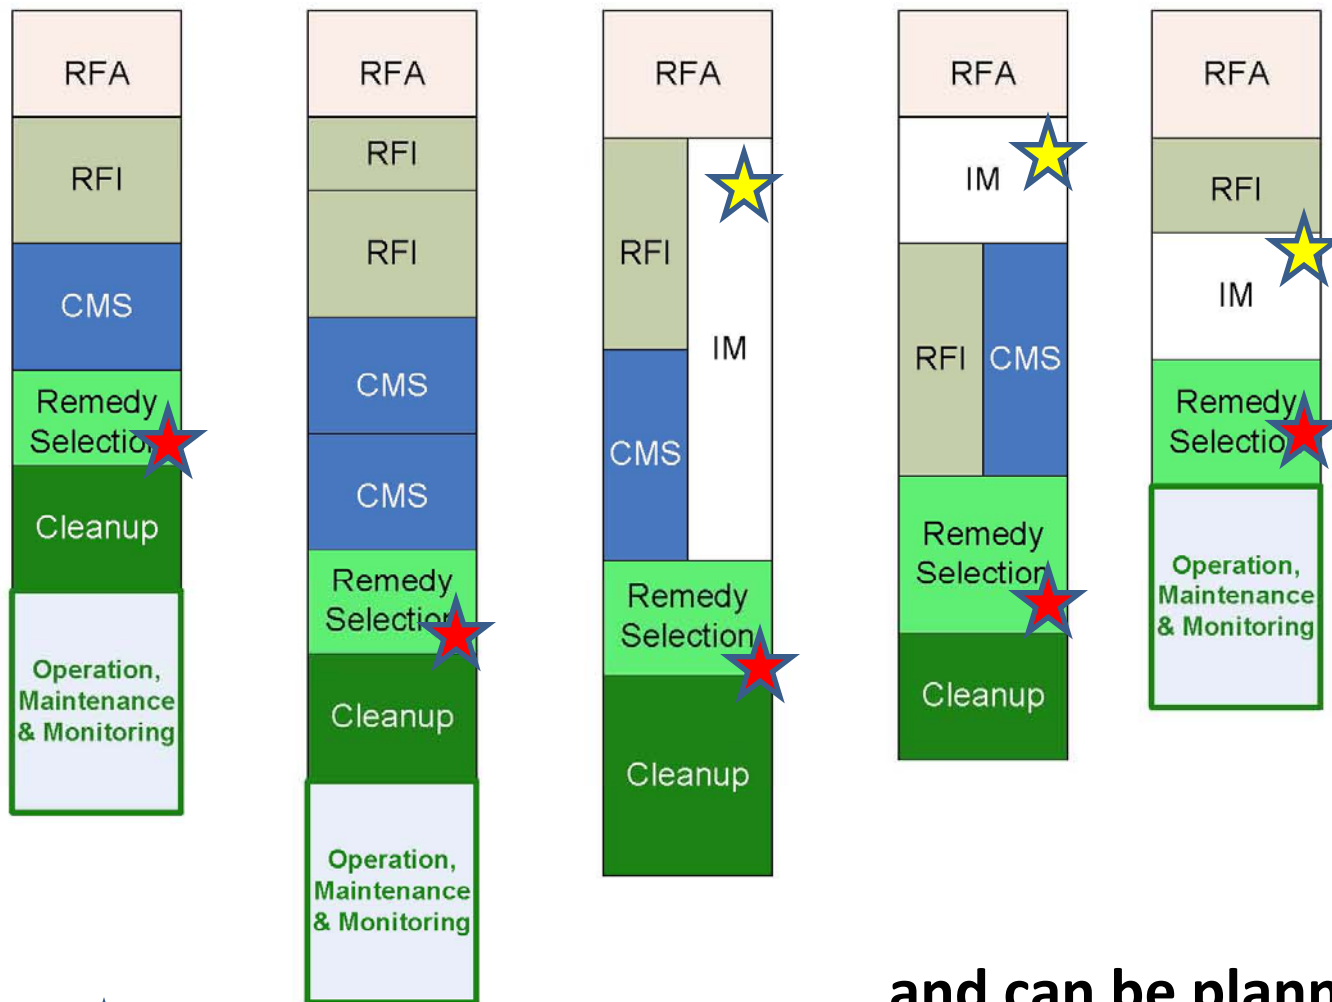 RFA
RFI
CMS
Remedy
Selection
Cleanup
Operation,
Maintenance
& Monitoring
RFA
RFI
RFI
CMS
CMS
Remedy
Selection
Cleanup
Operation,
Maintenance
& Monitoring
RFA
RFI
IM
CMS
Remedy
Selection
Cleanup
RFA
IM
RFI
CMS
Remedy
Selection
Cleanup
RFA
RFI
IM
Remedy
Selection
Operation,
Maintenance
& Monitoring
and can be plann